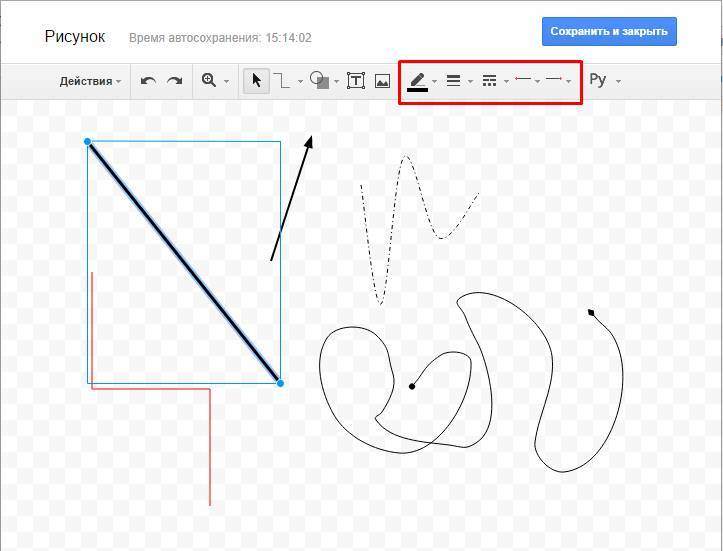 Рисунок
Время автосохранения: 15:14:02
Сохранить и закрыть
Действия
T
Ру